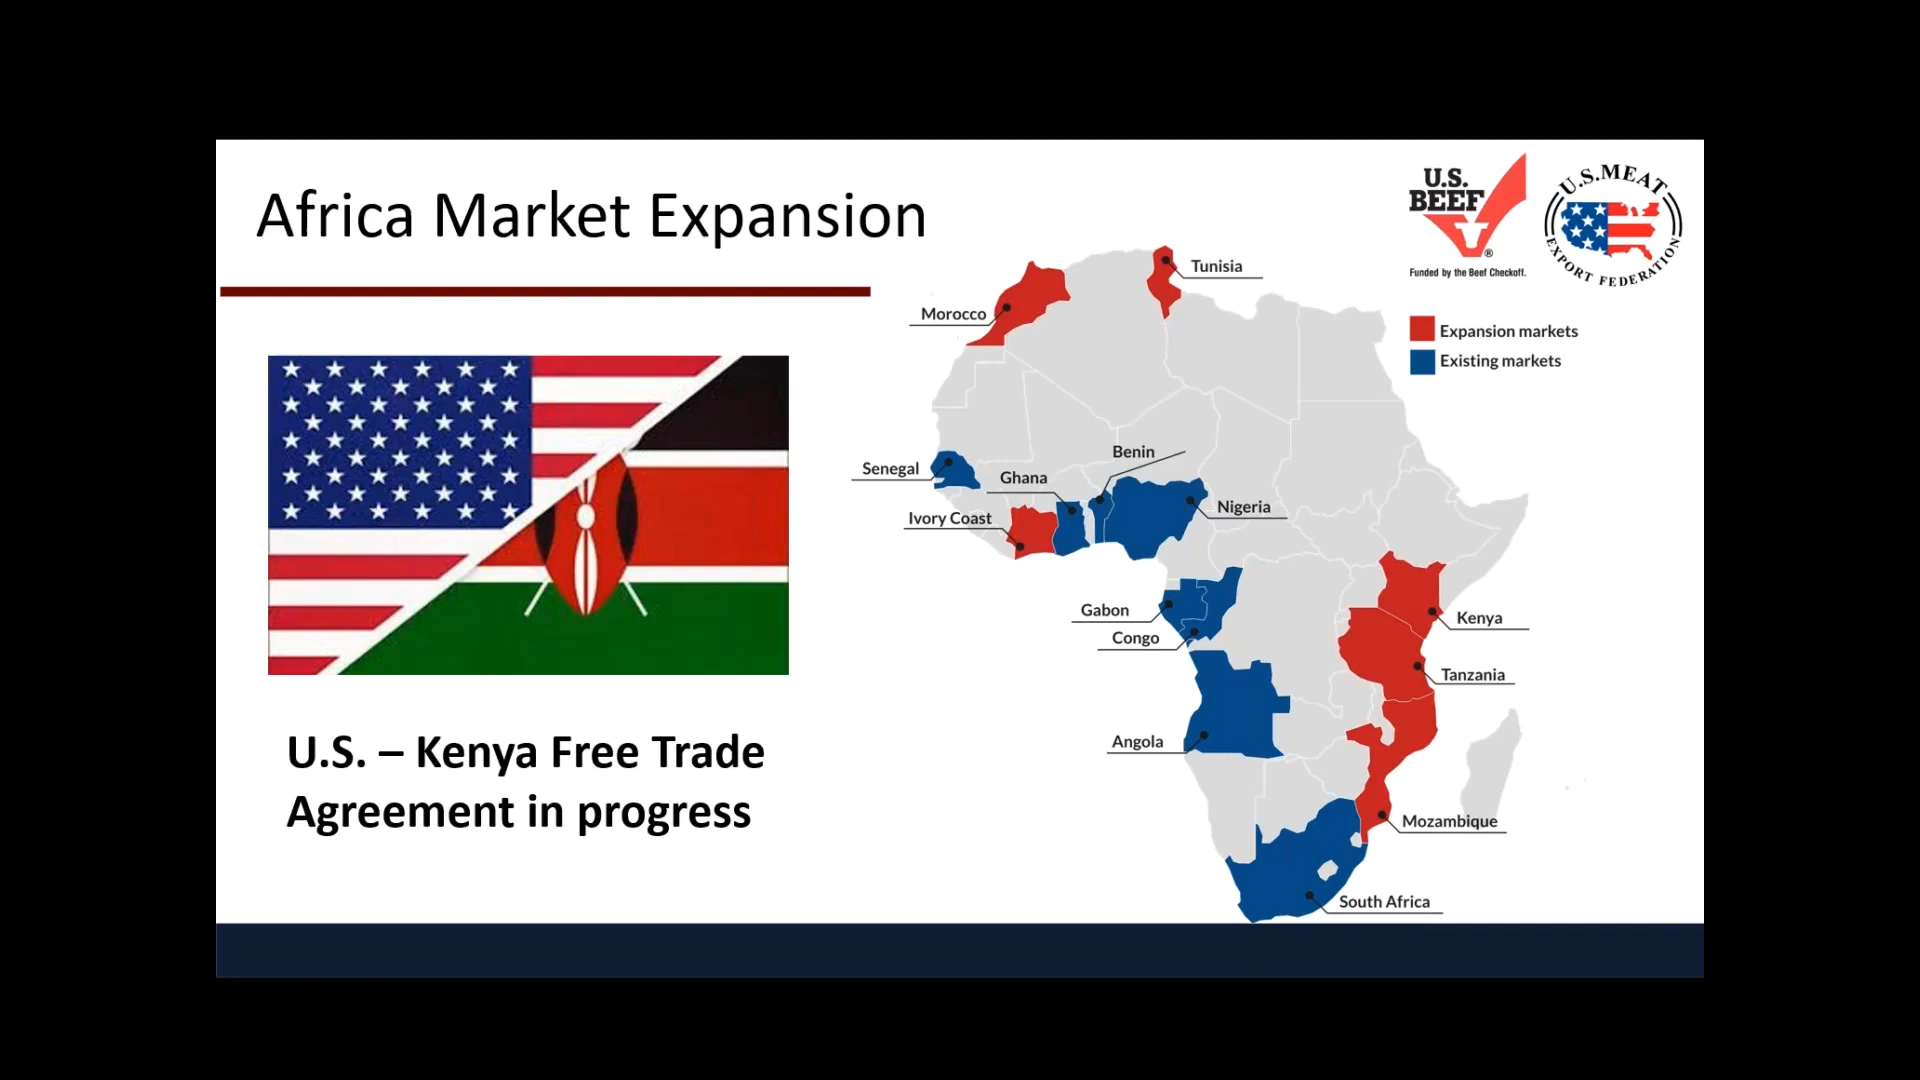 Africa Market Expansion
U.S.
BEEF
®
Funded by the Beef Checkoff.
U.S. MEAT
EXPORT FEDERATION
Expansion markets
Existing markets
Tunisia
Morocco
Benin
Senegal
Ghana
Nigeria
Ivory Coast
Gabon
Kenya
Congo
Tanzania
Angola
Mozambique
South Africa
U.S. – Kenya Free Trade
Agreement in progress